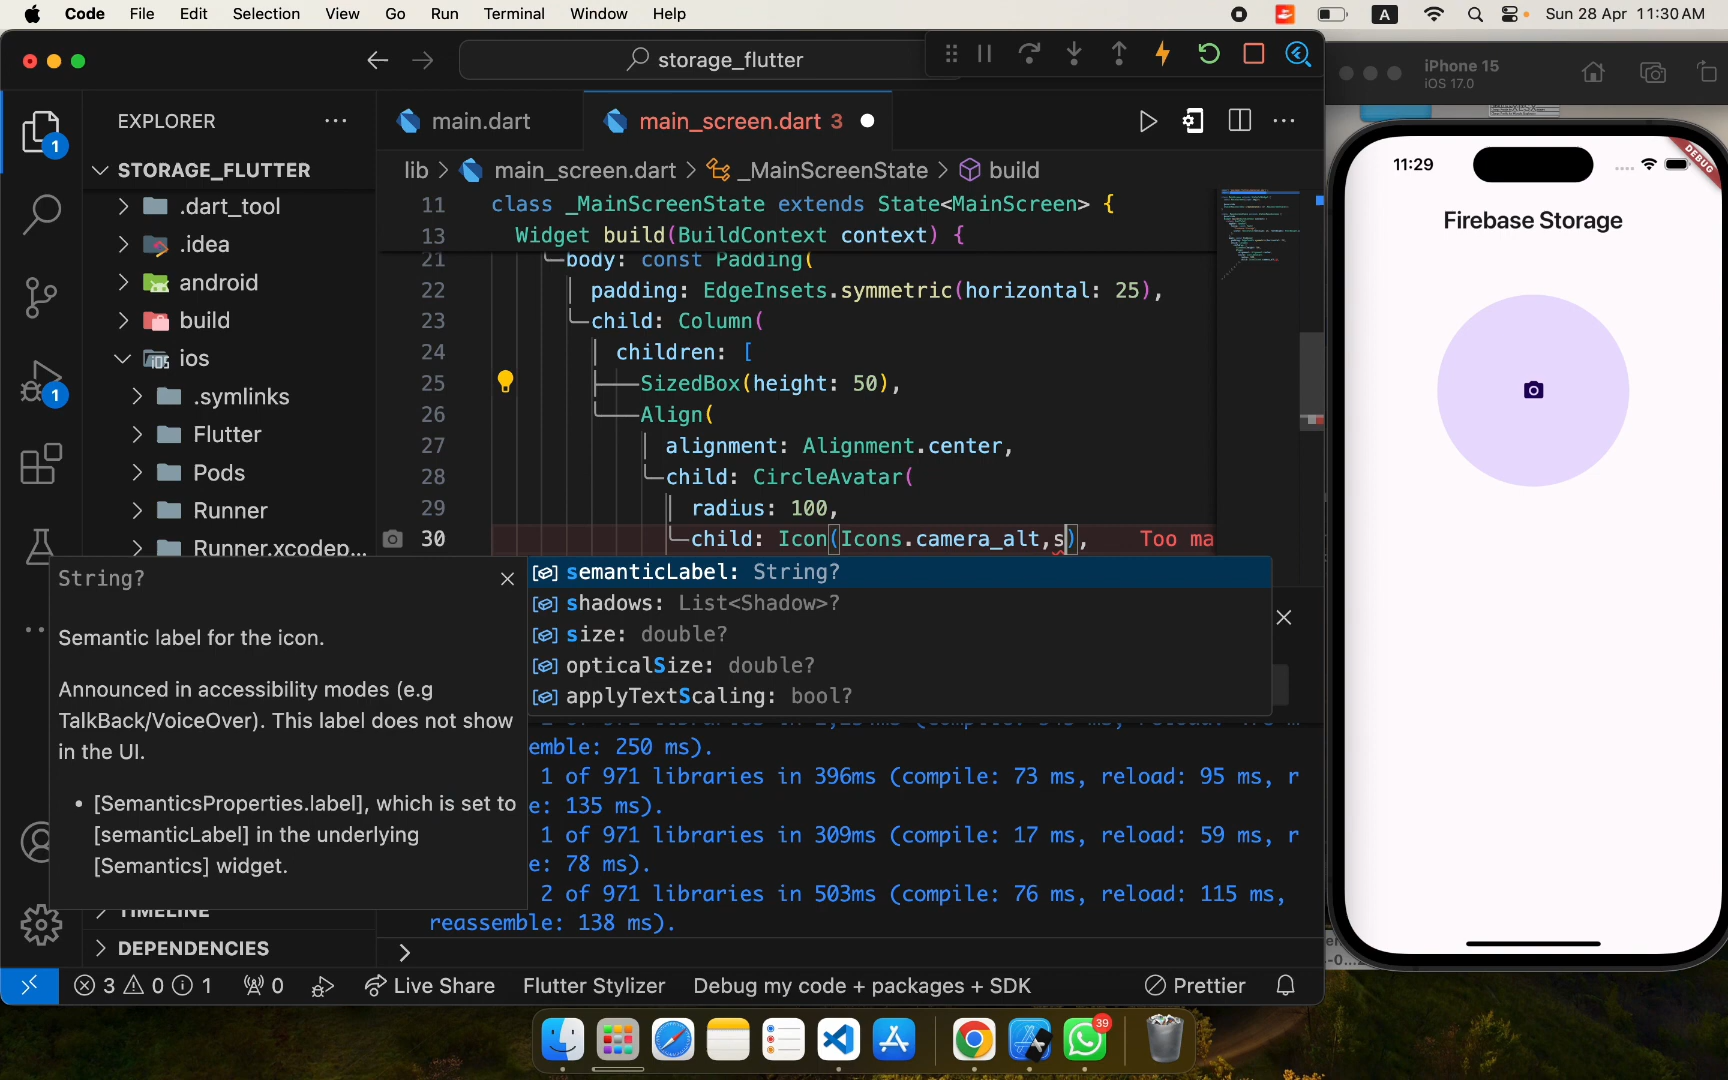 Code File Edit Selection View Go Run Terminal Window Help
A Sun 28 Apr 11:30 AM
storage_flutter
iPhone 15
iOS 17.0
EXPLORER
main.dart
main_screen.dart 3
1
STORAGE_FLUTTER
lib > main_screen.dart > _MainScreenState > build
.dart_tool
.idea
android
build
iOS ios
.symlinks
Flutter
Pods
Runner
Runner.xcodep...
1
11 class _MainScreenState extends State<MainScreen> {
13 Widget build(BuildContext context) {
21 body: const Padding(
22 padding: EdgeInsets.symmetric(horizontal: 25),
23 child: Column(
24 children: [
25 SizedBox(height: 50),
26 Align(
27 alignment: Alignment.center,
28 child: CircleAvatar(
29 radius: 100,
30 child: Icon(Icons.camera_alt,s), Too ma
String?
Semantic label for the icon.
Announced in accessibility modes (e.g
TalkBack/VoiceOver). This label does not show
in the UI.
• [SemanticsProperties.label], which is set to
[semanticLabel] in the underlying
[Semantics] widget.
semanticLabel: String?
shadows: List<Shadow>?
size: double?
opticalSize: double?
applyTextScaling: bool?
emble: 250 ms).
1 of 971 libraries in 396ms (compile: 73 ms, reload: 95 ms, r
e: 135 ms).
1 of 971 libraries in 309ms (compile: 17 ms, reload: 59 ms, r
e: 78 ms).
2 of 971 libraries in 503ms (compile: 76 ms, reload: 115 ms,
reassemble: 138 ms).
>
TIMELINE
DEPENDENCIES
3 0 1 0 Live Share Flutter Stylizer Debug my code + packages + SDK Prettier
11:29
DEBUG
Firebase Storage
39